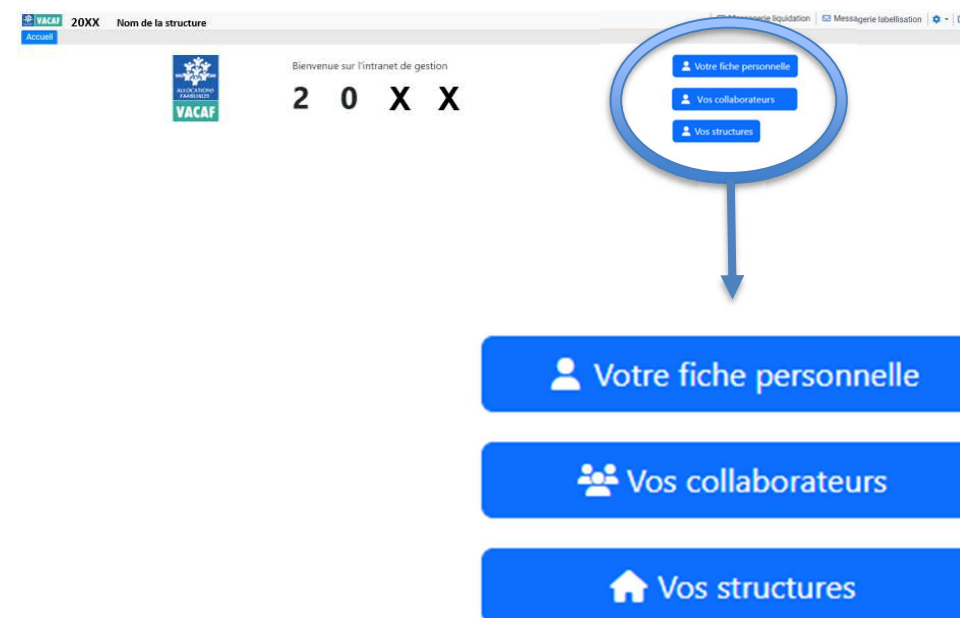 VACAF 20XX Nom de la structure Messagerie liquidation Messagerie labellisation
Accueil
ALLOCATIONS
FAMILIALES
VACAF
Bienvenue sur l'intranet de gestion
2 0 X X
Votre fiche personnelle
Vos collaborateurs
Vos structures
Votre fiche personnelle
Vos collaborateurs
Vos structures